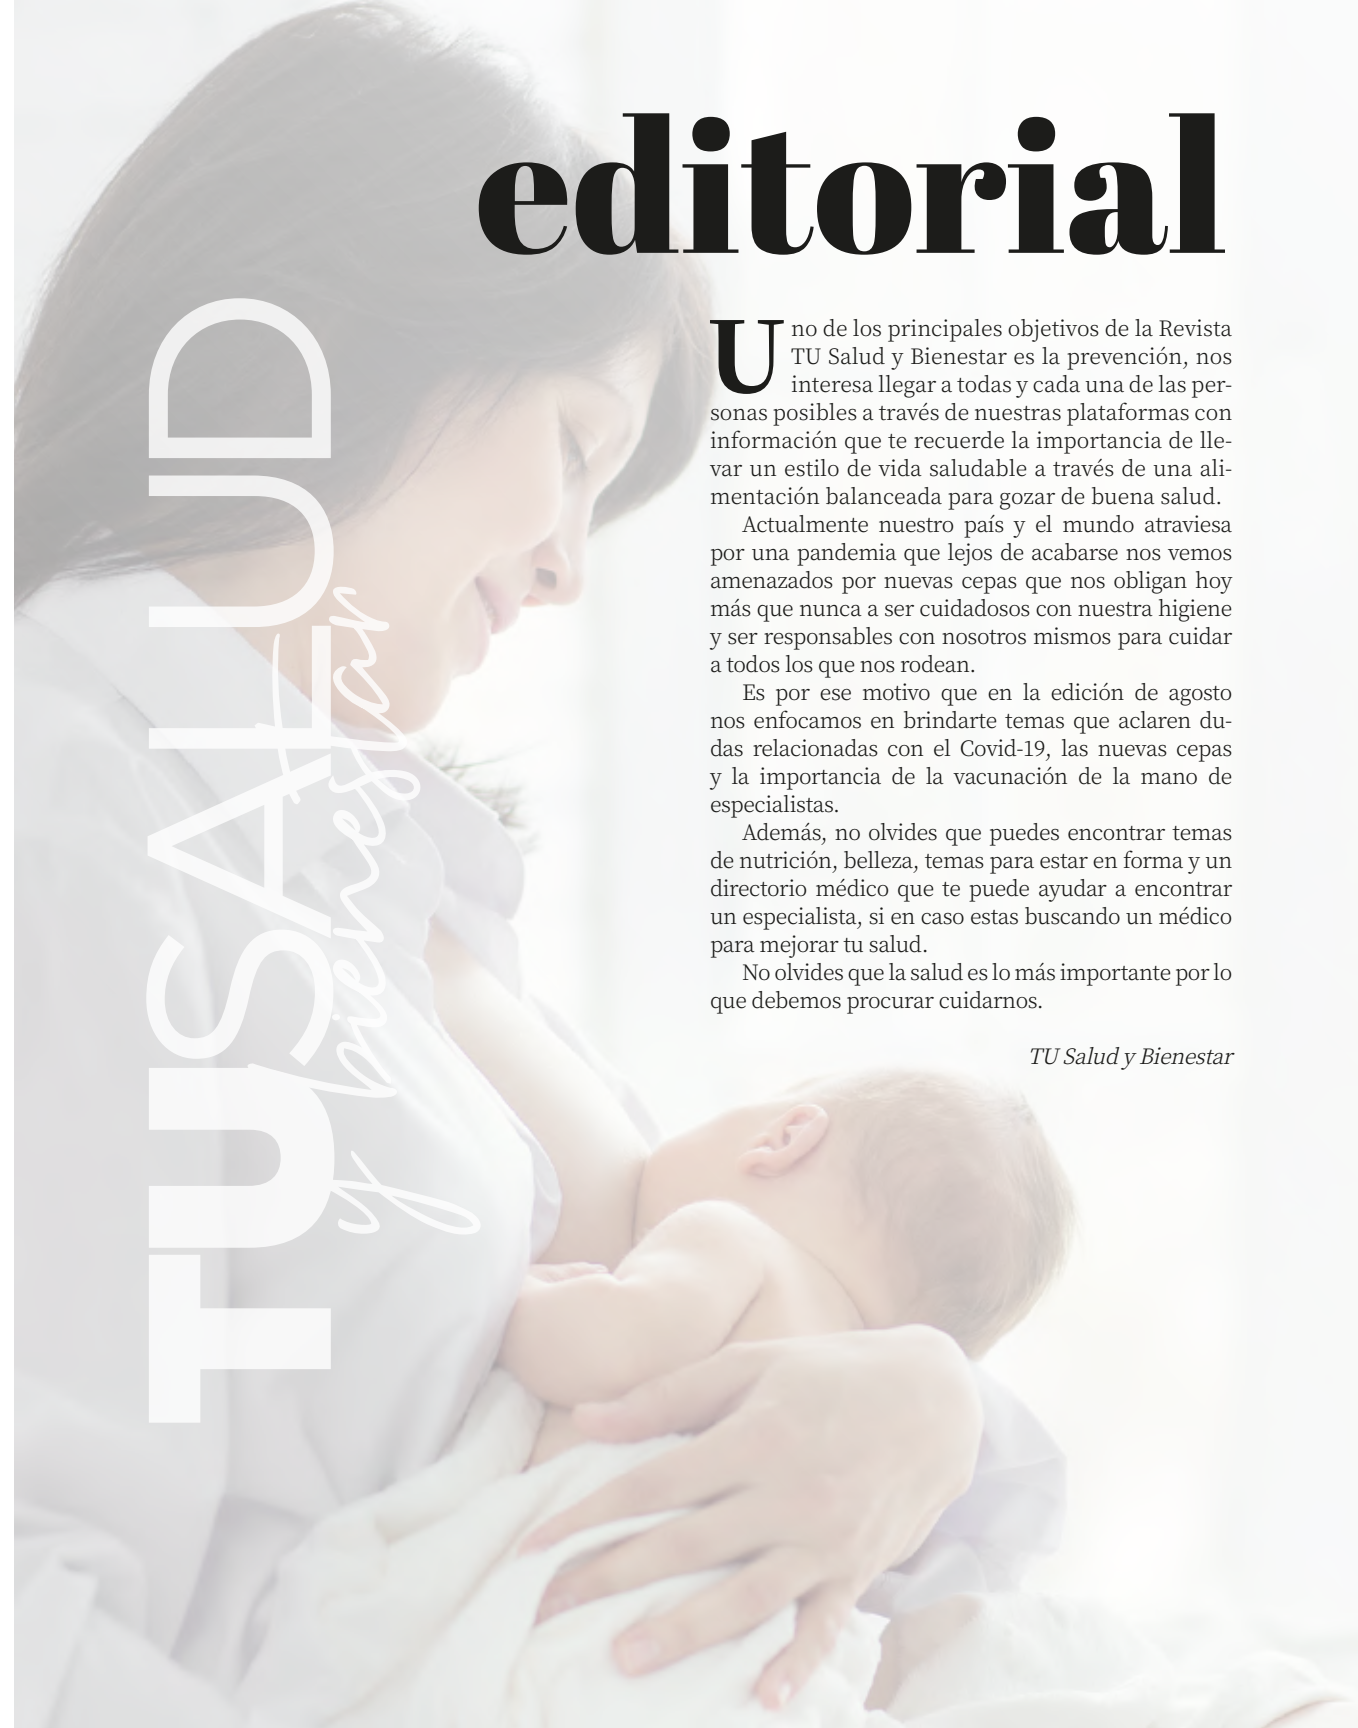 editorial
Uno de los principales objetivos de la Revista
TU Salud y Bienestar es la prevención, nos
interesa llegar a todas y cada una de las per-
sonas posibles a través de nuestras plataformas con
información que te recuerde la importancia de lle-
var un estilo de vida saludable a través de una ali-
mentación balanceada para gozar de buena salud.
Actualmente nuestro país y el mundo atraviesa
por una pandemia que lejos de acabarse nos vemos
amenazados por nuevas cepas que nos obligan hoy
más que nunca a ser cuidadosos con nuestra higiene
y ser responsables con nosotros mismos para cuidar
a todos los que nos rodean.
Es por ese motivo que en la edición de agosto
nos enfocamos en brindarte temas que aclaren du-
das relacionadas con el Covid-19, las nuevas cepas
y la importancia de la vacunación de la mano de
especialistas.
Además, no olvides que puedes encontrar temas
de nutrición, belleza, temas para estar en forma y un
directorio médico que te puede ayudar a encontrar
un especialista, si en caso estas buscando un médico
para mejorar tu salud.
No olvides que la salud es lo más importante por lo
que debemos procurar cuidarnos.
TU Salud y Bienestar
TUSALUD
y bienestar